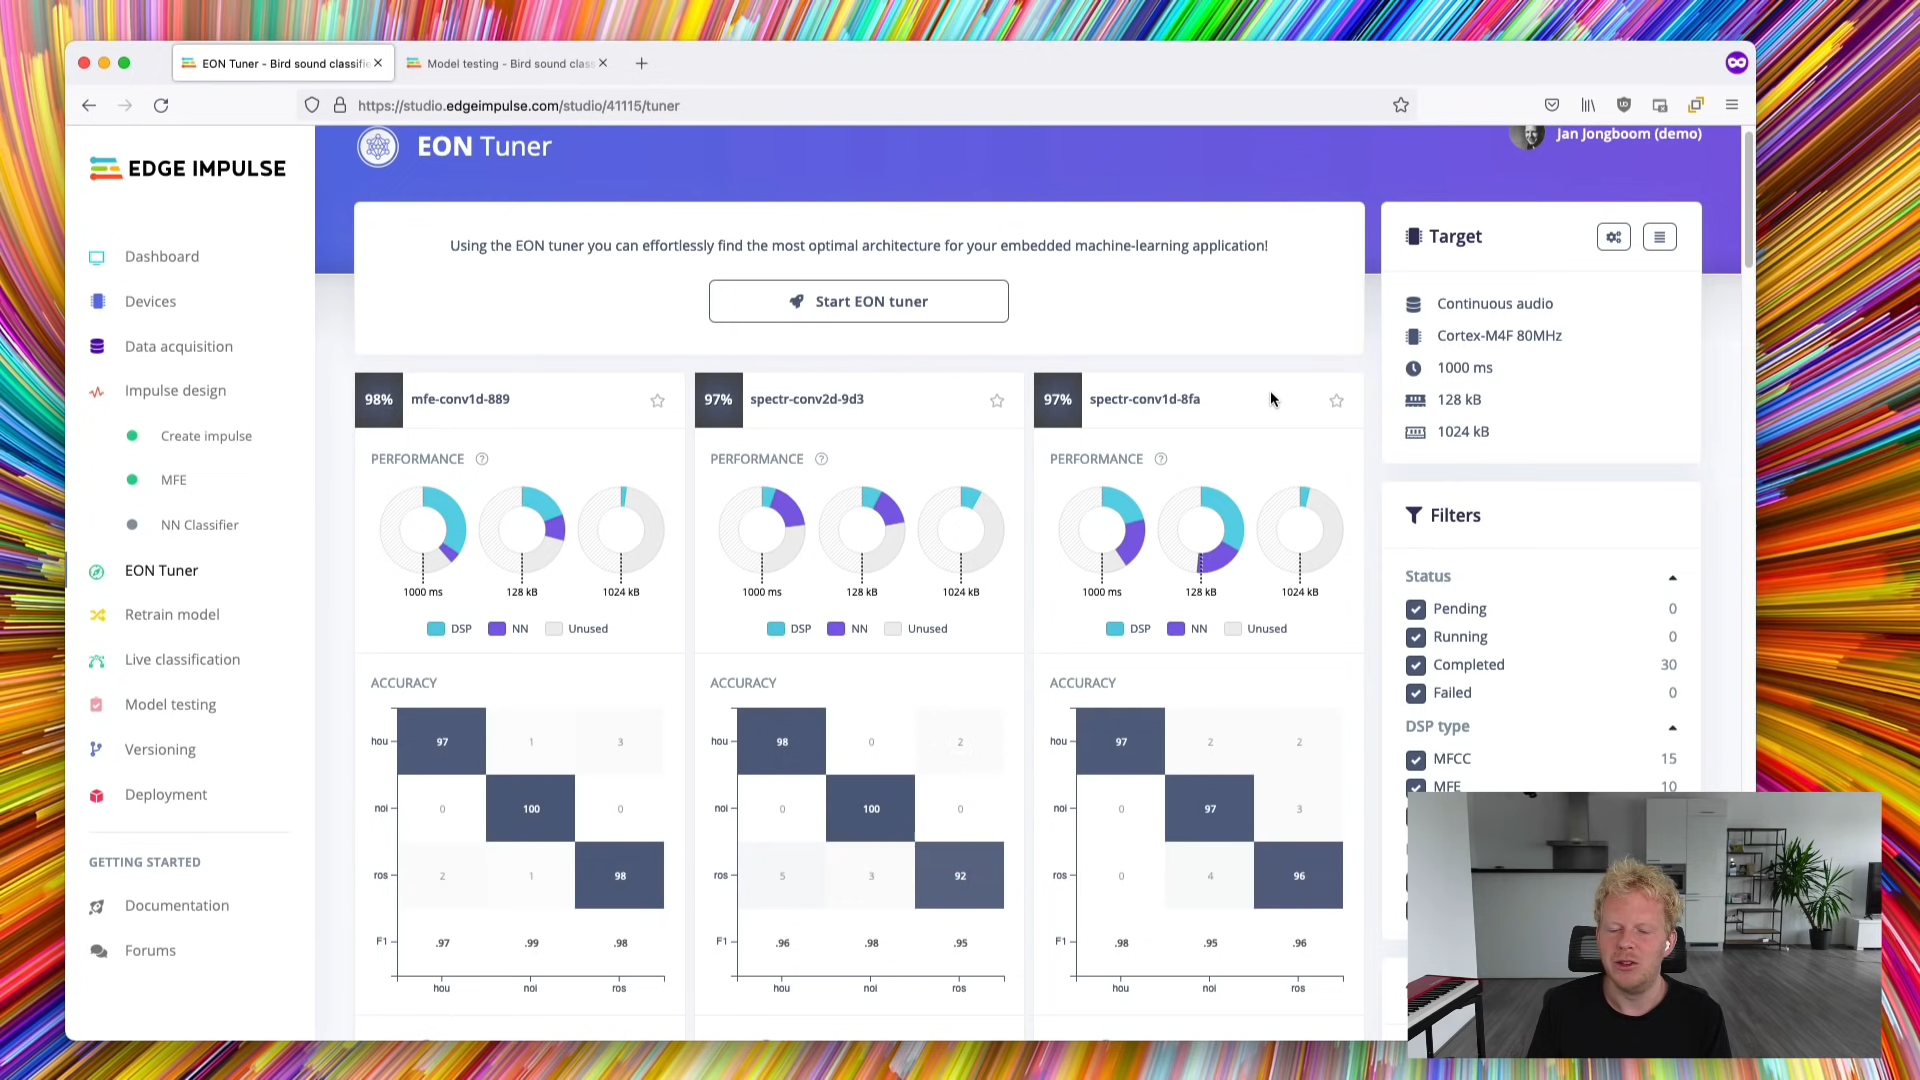 EON Tuner - Bird sound classifie
Model testing - Bird sound class
https://studio.edgeimpulse.com/studio/41115/tuner
EDGE IMPULSE
Dashboard
Devices
Data acquisition
Impulse design
Create impulse
MFE
NN Classifier
EON Tuner
Retrain model
Live classification
Model testing
Versioning
Deployment
GETTING STARTED
Documentation
Forums
EON Tuner
Jan Jongboom (demo)
Using the EON tuner you can effortlessly find the most optimal architecture for your embedded machine-learning application!
Start EON tuner
98% mfe-conv1d-889
PERFORMANCE ?
1000 ms 128 kB 1024 kB
DSP NN Unused
ACCURACY
hou 97 1 3
noi 0 100 0
ros 2 1 98
F1 .97 .99 .98
hou noi ros
97% spectr-conv2d-9d3
PERFORMANCE ?
1000 ms 128 kB 1024 kB
DSP NN Unused
ACCURACY
hou 98 0 2
noi 0 100 0
ros 5 3 92
F1 .96 .98 .95
hou noi ros
97% spectr-conv1d-8fa
PERFORMANCE ?
1000 ms 128 kB 1024 kB
DSP NN Unused
ACCURACY
hou 97 2 2
noi 0 97 3
ros 0 4 96
F1 .98 .95 .96
hou noi ros
Target
Continuous audio
Cortex-M4F 80MHz
1000 ms
128 kB
1024 kB
Filters
Status
Pending 0
Running 0
Completed 30
Failed 0
DSP type
MFCC 15
MFE 10